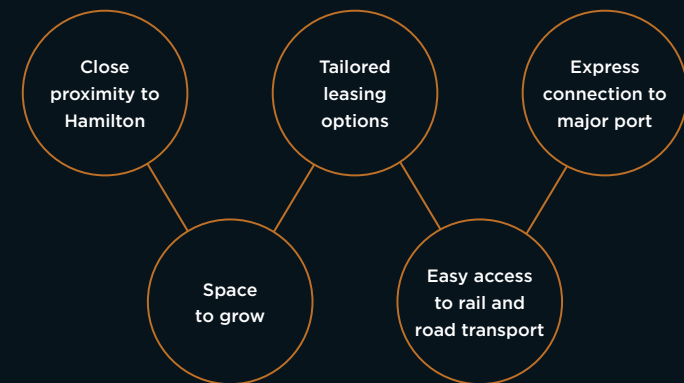 Close
proximity to
Hamilton
Tailored
leasing
options
Express
connection to
major port
Space
to grow
Easy access
to rail and
road transport